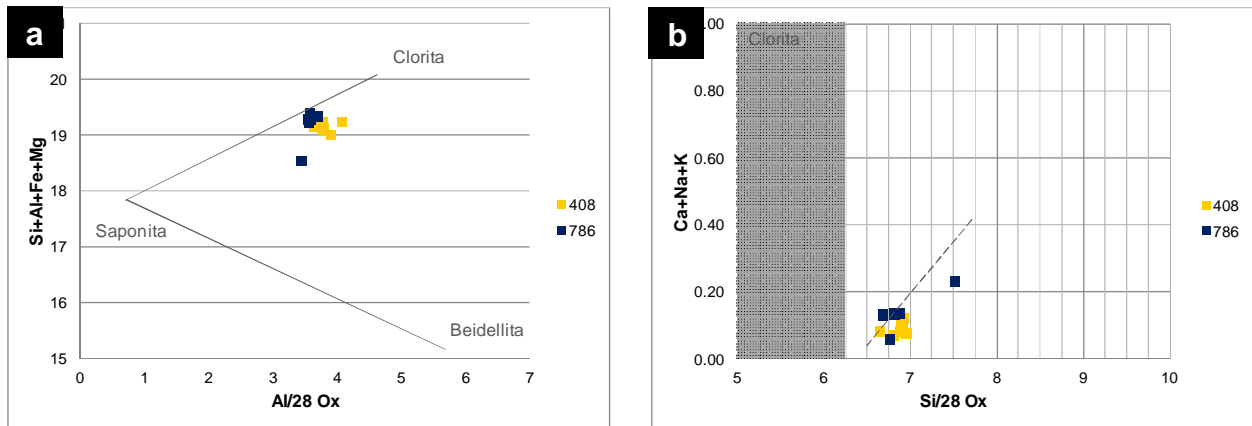 a
Clorita
20
19
18
17
16
15
Si+Al+Fe+Mg
Saponita
Beidellita
0 1 2 3 4 5 6 7
Al/28 Ox
408
786
b
Clorita
1.00
0.80
0.60
0.40
0.20
0.00
Ca+Na+K
5 6 7 8 9 10
Si/28 Ox
408
786